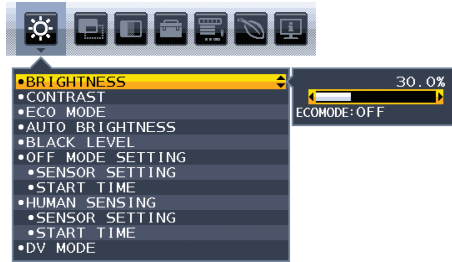 •BRIGHTNESS
•CONTRAST
•ECO MODE
•AUTO BRIGHTNESS
•BLACK LEVEL
•OFF MODE SETTING
•SENSOR SETTING
•START TIME
•HUMAN SENSING
•SENSOR SETTING
•START TIME
•DV MODE
30.0%
ECOMODE:OFF